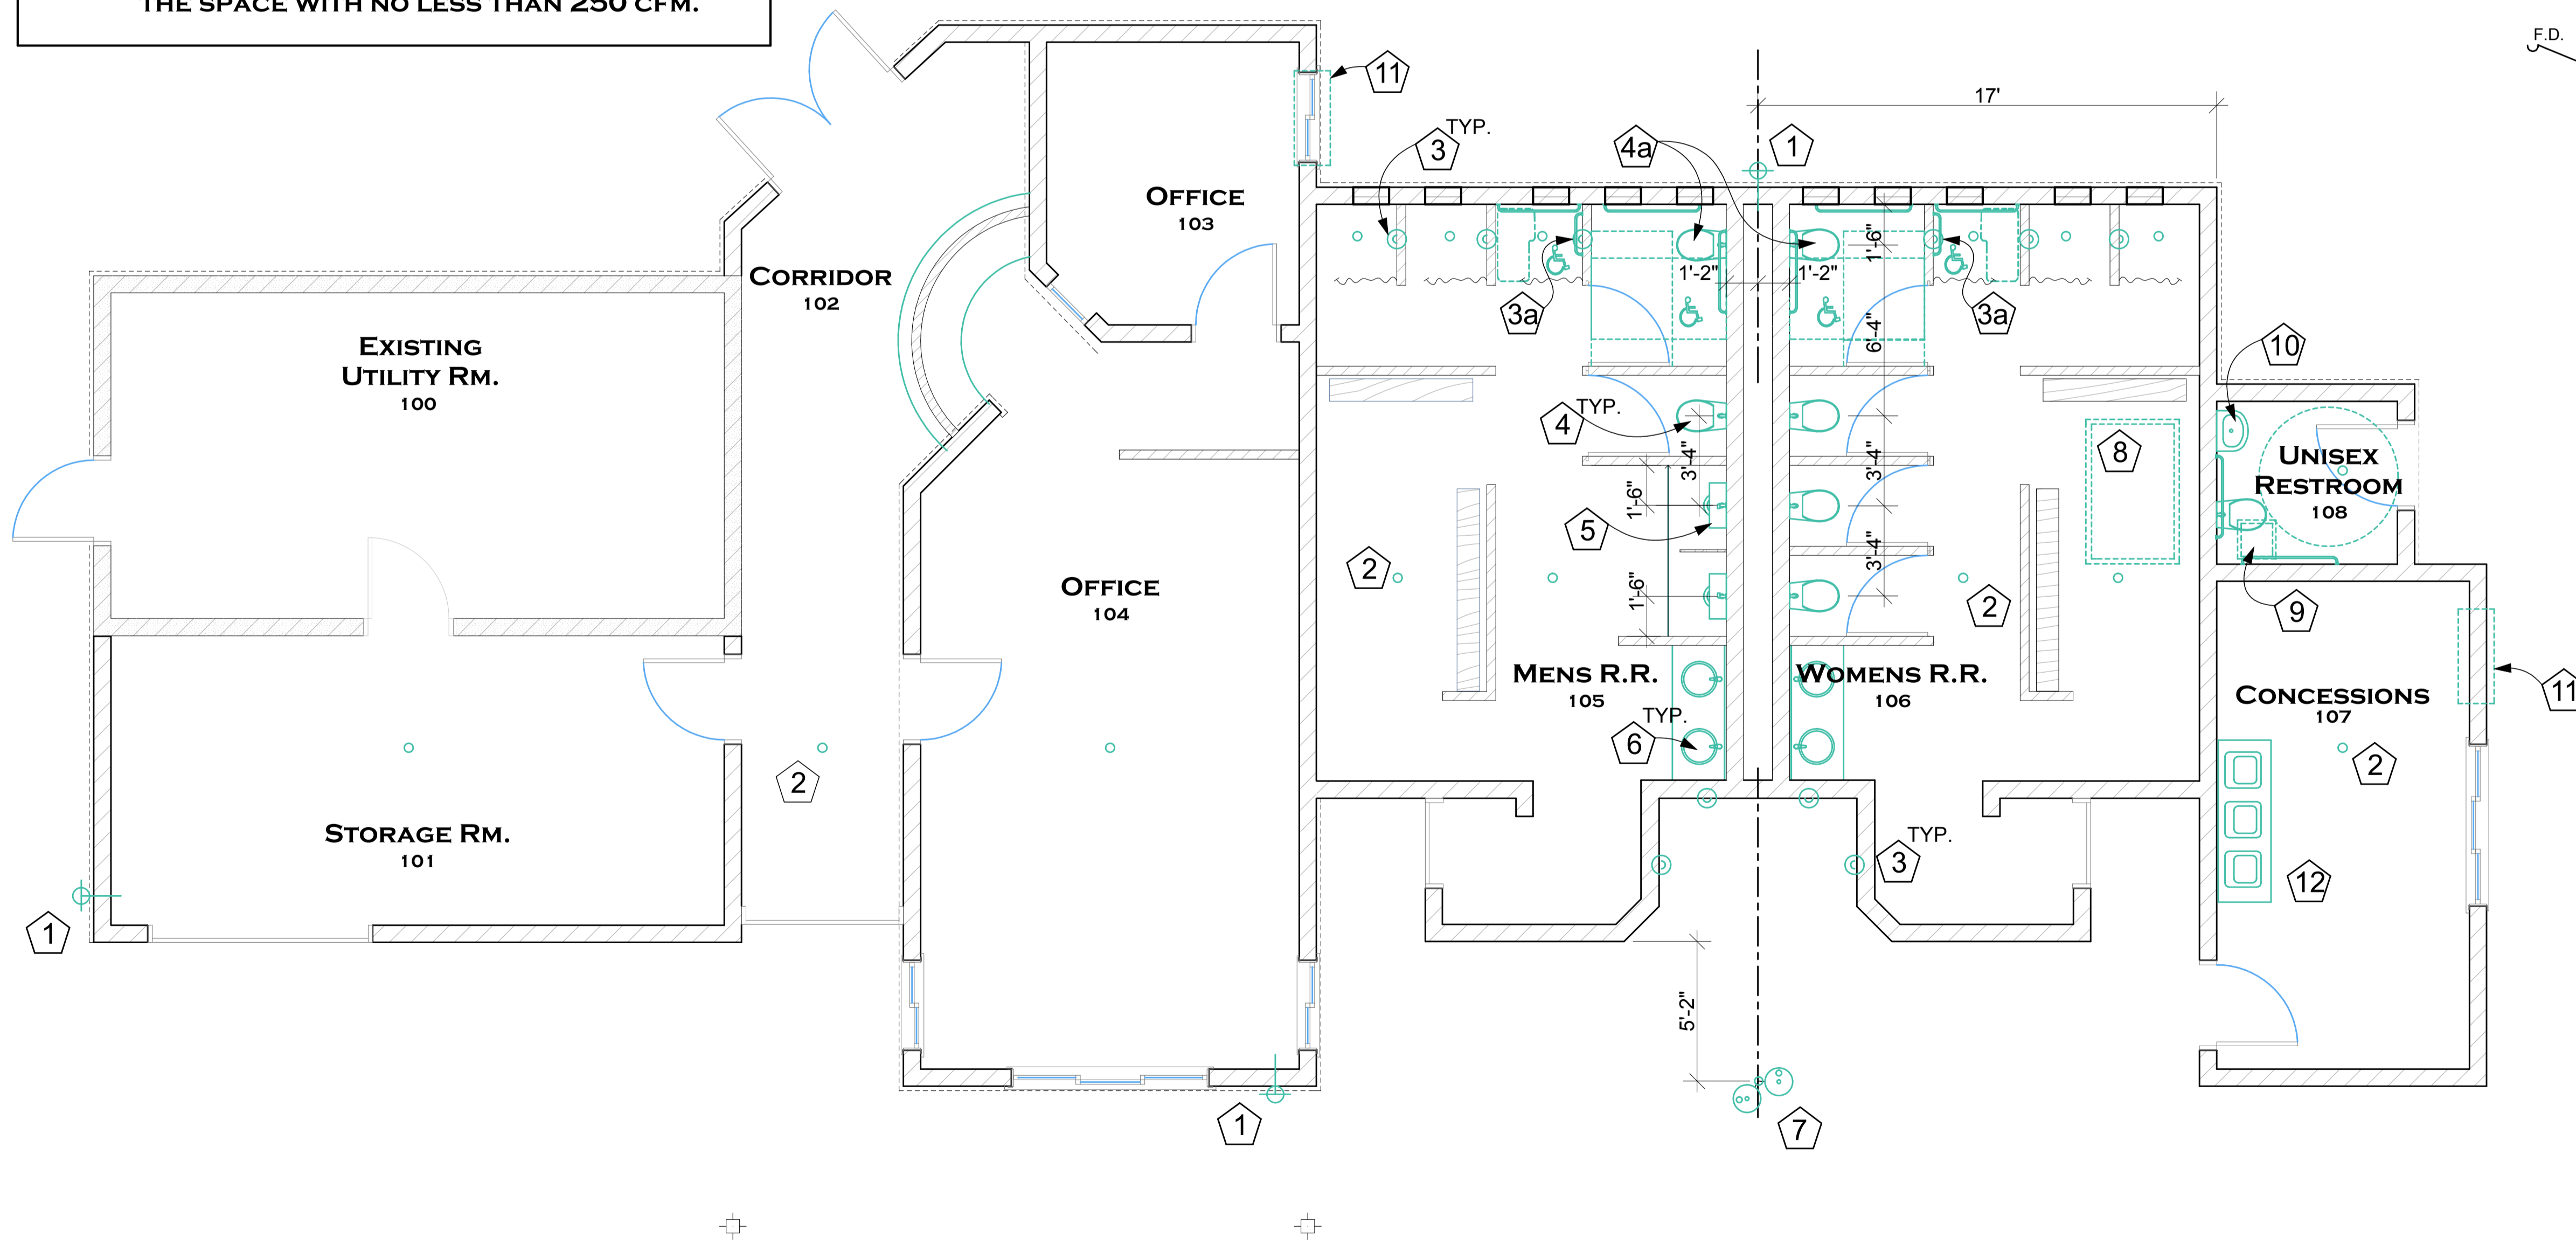 THE SPACE WITH NO LESS THAN 250 CFM.
F.D.
11
17'
TYP.
3
4a
1
OFFICE
103
1'-6"
CORRIDOR
102
1'-2"
1'-2"
3a
3a
EXISTING
UTILITY RM.
100
6'-4"
10
TYP.
4
3'-4"
3'-4"
8
UNISEX
RESTROOM
108
1'-6"
5
3'-4"
2
OFFICE
104
1'-6"
2
9
MENS R.R.
105
WOMENS R.R.
106
CONCESSIONS
107
11
TYP.
6
2
2
STORAGE RM.
101
TYP.
3
12
1
5'-2"
1
7